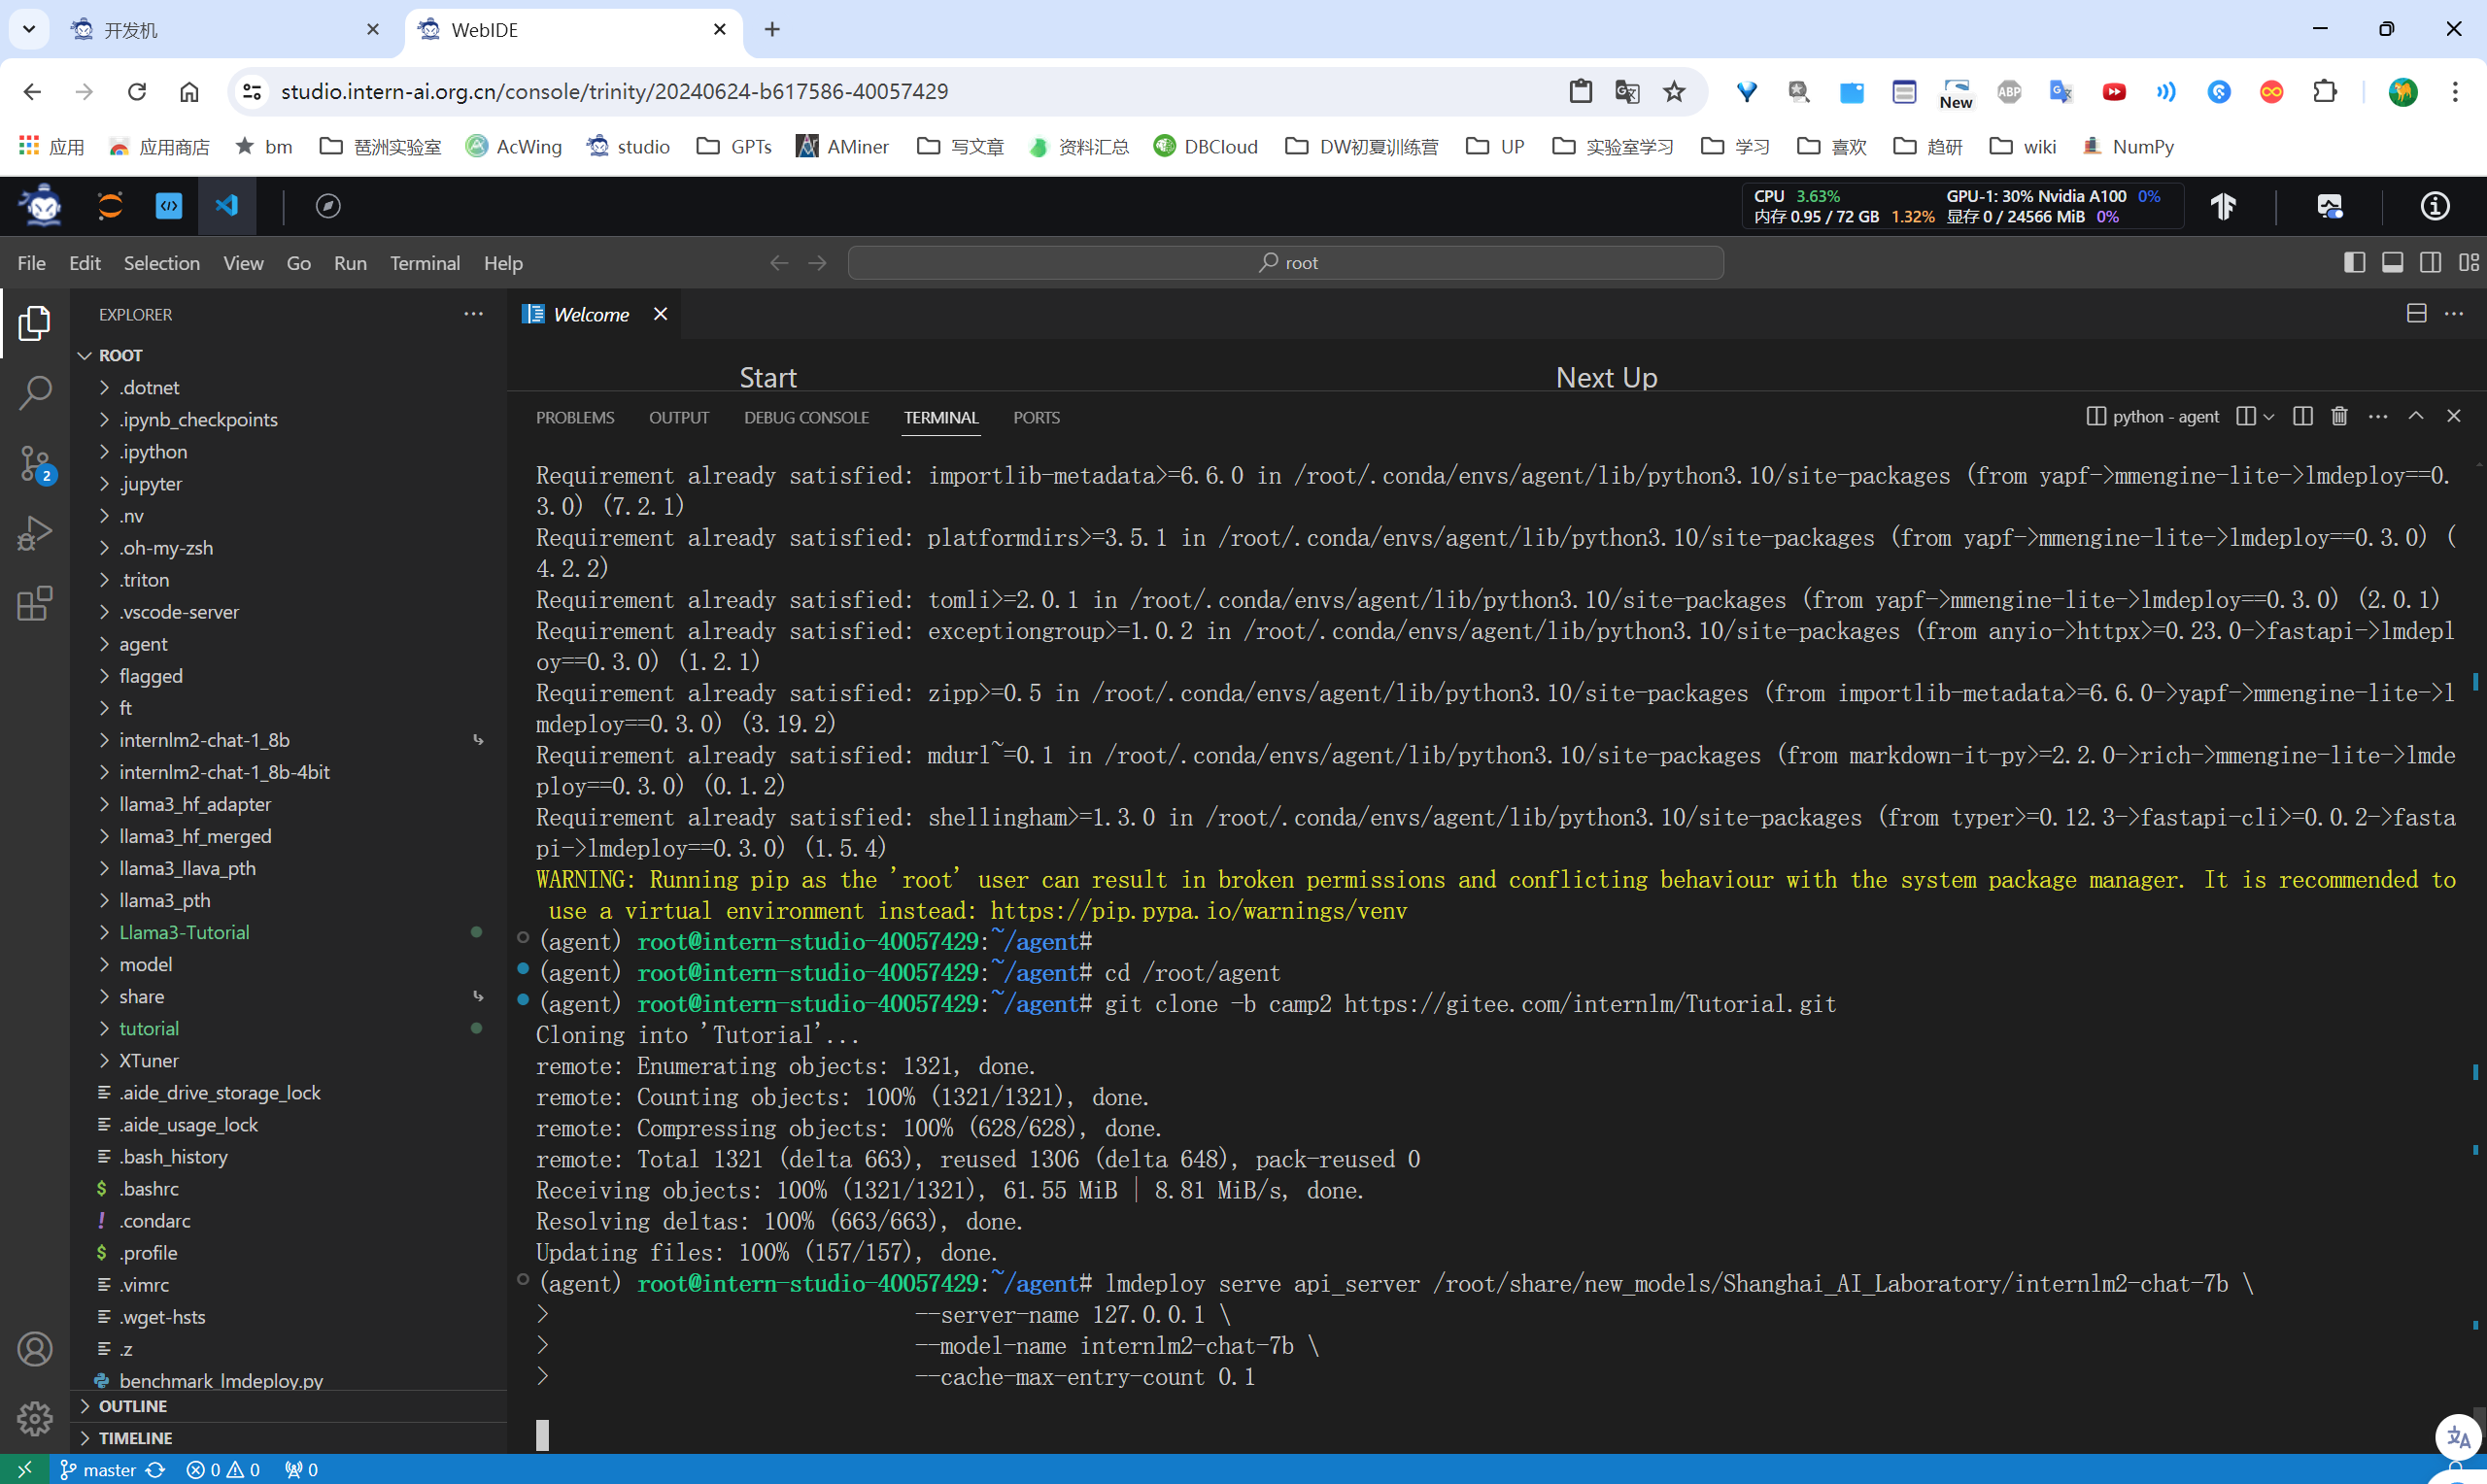 开发机
WebIDE
studio.intern-ai.org.cn/console/trinity/20240624-b617586-40057429
New
ABP
应用
应用商店
bm
琶洲实验室
AcWing
studio
GPTs
AMiner
写文章
资料汇总
DBCloud
DW初夏训练营
UP
实验室学习
学习
喜欢
趋研
wiki
NumPy
CPU 3.63% GPU-1: 30% Nvidia A100 0%
内存 0.95 / 72 GB 1.32% 显存 0 / 24566 MiB 0%
File Edit Selection View Go Run Terminal Help
root
EXPLORER
Welcome
ROOT
.dotnet
.ipynb_checkpoints
.ipython
.jupyter
.nv
.oh-my-zsh
.triton
.vscode-server
agent
flagged
ft
internlm2-chat-1_8b
internlm2-chat-1_8b-4bit
llama3_hf_adapter
llama3_hf_merged
llama3_llava_pth
llama3_pth
Llama3-Tutorial
model
share
tutorial
XTuner
.aide_drive_storage_lock
.aide_usage_lock
.bash_history
.bashrc
.condarc
.profile
.vimrc
.wget-hsts
.z
benchmark_lmdeploy.py
OUTLINE
TIMELINE
2
Start
Next Up
PROBLEMS OUTPUT DEBUG CONSOLE TERMINAL PORTS
python - agent
Requirement already satisfied: importlib-metadata>=6.6.0 in /root/.conda/envs/agent/lib/python3.10/site-packages (from yapf->mmengine-lite->lmdeploy==0.
3.0) (7.2.1)
Requirement already satisfied: platformdirs>=3.5.1 in /root/.conda/envs/agent/lib/python3.10/site-packages (from yapf->mmengine-lite->lmdeploy==0.3.0) (
4.2.2)
Requirement already satisfied: tomli>=2.0.1 in /root/.conda/envs/agent/lib/python3.10/site-packages (from yapf->mmengine-lite->lmdeploy==0.3.0) (2.0.1)
Requirement already satisfied: exceptiongroup>=1.0.2 in /root/.conda/envs/agent/lib/python3.10/site-packages (from anyio->httpx>=0.23.0->fastapi->lmdepl
oy==0.3.0) (1.2.1)
Requirement already satisfied: zipp>=0.5 in /root/.conda/envs/agent/lib/python3.10/site-packages (from importlib-metadata>=6.6.0->yapf->mmengine-lite->l
mdeploy==0.3.0) (3.19.2)
Requirement already satisfied: mdurl~=0.1 in /root/.conda/envs/agent/lib/python3.10/site-packages (from markdown-it-py>=2.2.0->rich->mmengine-lite->lmde
ploy==0.3.0) (0.1.2)
Requirement already satisfied: shellingham>=1.3.0 in /root/.conda/envs/agent/lib/python3.10/site-packages (from typer>=0.12.3->fastapi-cli>=0.0.2->fasta
pi->lmdeploy==0.3.0) (1.5.4)
WARNING: Running pip as the 'root' user can result in broken permissions and conflicting behaviour with the system package manager. It is recommended to
use a virtual environment instead: https://pip.pypa.io/warnings/venv
(agent) root@intern-studio-40057429:~/agent#
(agent) root@intern-studio-40057429:~/agent# cd /root/agent
(agent) root@intern-studio-40057429:~/agent# git clone -b camp2 https://gitee.com/internlm/Tutorial.git
Cloning into 'Tutorial'...
remote: Enumerating objects: 1321, done.
remote: Counting objects: 100% (1321/1321), done.
remote: Compressing objects: 100% (628/628), done.
remote: Total 1321 (delta 663), reused 1306 (delta 648), pack-reused 0
Receiving objects: 100% (1321/1321), 61.55 MiB | 8.81 MiB/s, done.
Resolving deltas: 100% (663/663), done.
Updating files: 100% (157/157), done.
(agent) root@intern-studio-40057429:~/agent# lmdeploy serve api_server /root/share/new_models/Shanghai_AI_Laboratory/internlm2-chat-7b \
> --server-name 127.0.0.1 \
> --model-name internlm2-chat-7b \
> --cache-max-entry-count 0.1
master 0 0 0